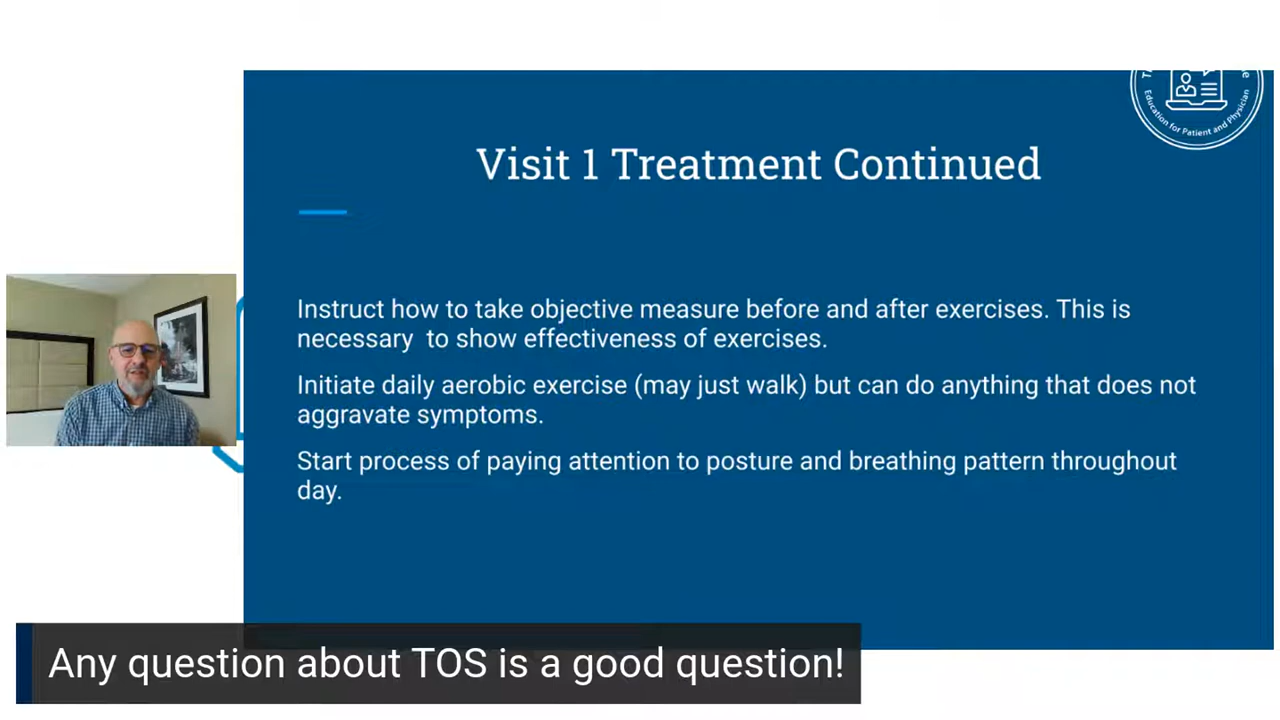 Education for Patient and Physician
Visit 1 Treatment Continued
Instruct how to take objective measure before and after exercises. This is
necessary  to show effectiveness of exercises.
Initiate daily aerobic exercise (may just walk) but can do anything that does not
aggravate symptoms.
Start process of paying attention to posture and breathing pattern throughout
day.
Any question about TOS is a good question!